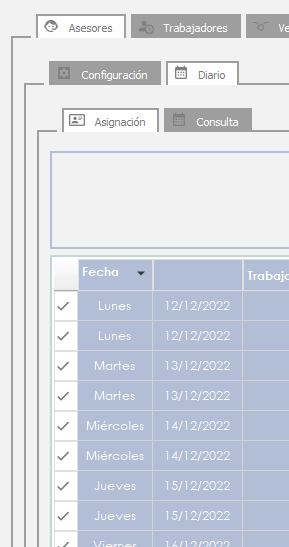 Asesores Trabajadores
Configuración Diario
Asignación Consulta
Fecha
Lunes 12/12/2022
Lunes 12/12/2022
Martes 13/12/2022
Martes 13/12/2022
Miércoles 14/12/2022
Miércoles 14/12/2022
Jueves 15/12/2022
Jueves 15/12/2022
Viernes 16/12/2022